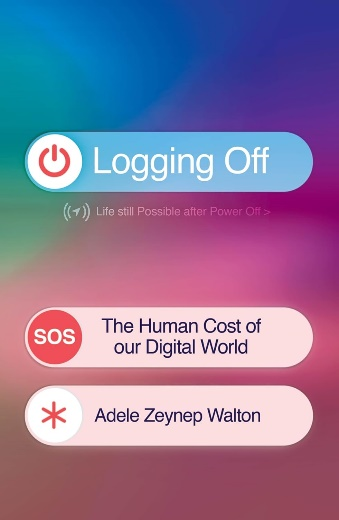 Logging Off
Life still Possible after Power Off >
SOS
The Human Cost of
our Digital World
Adele Zeynep Walton